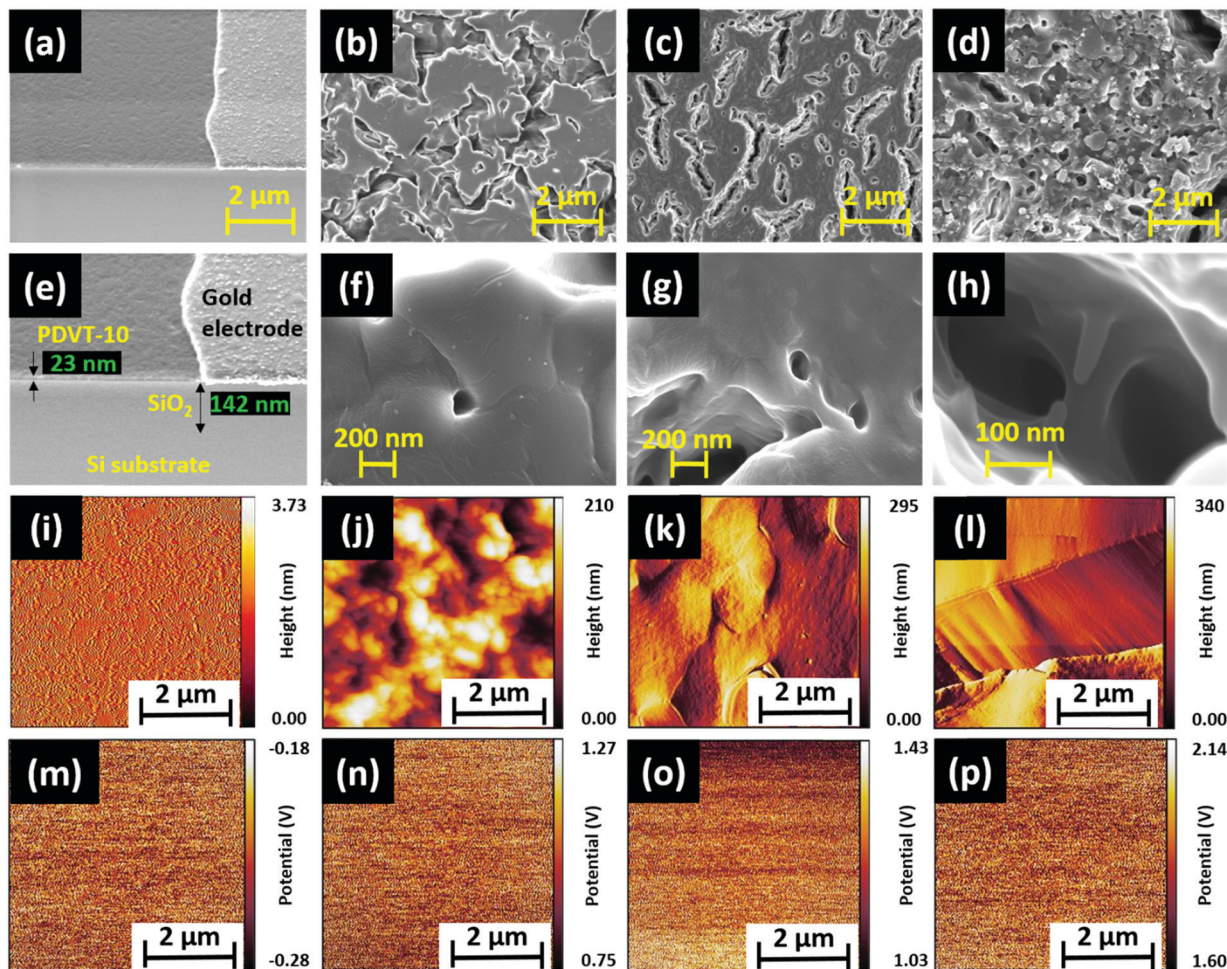 (a)
2 μm
(b)
2 μm
(c)
2 μm
(d)
2 μm
(e)
Gold
electrode
PDVT-10
23 nm
SiO2
142 nm
Si substrate
(f)
200 nm
(g)
200 nm
(h)
100 nm
(i)
3.73
Height (nm)
0.00
2 μm
(j)
210
Height (nm)
0.00
2 μm
(k)
295
Height (nm)
0.00
2 μm
(l)
340
Height (nm)
0.00
2 μm
(m)
-0.18
Potential (V)
-0.28
2 μm
(n)
1.27
Potential (V)
0.75
2 μm
(o)
1.43
Potential (V)
1.03
2 μm
(p)
2.14
Potential (V)
1.60
2 μm